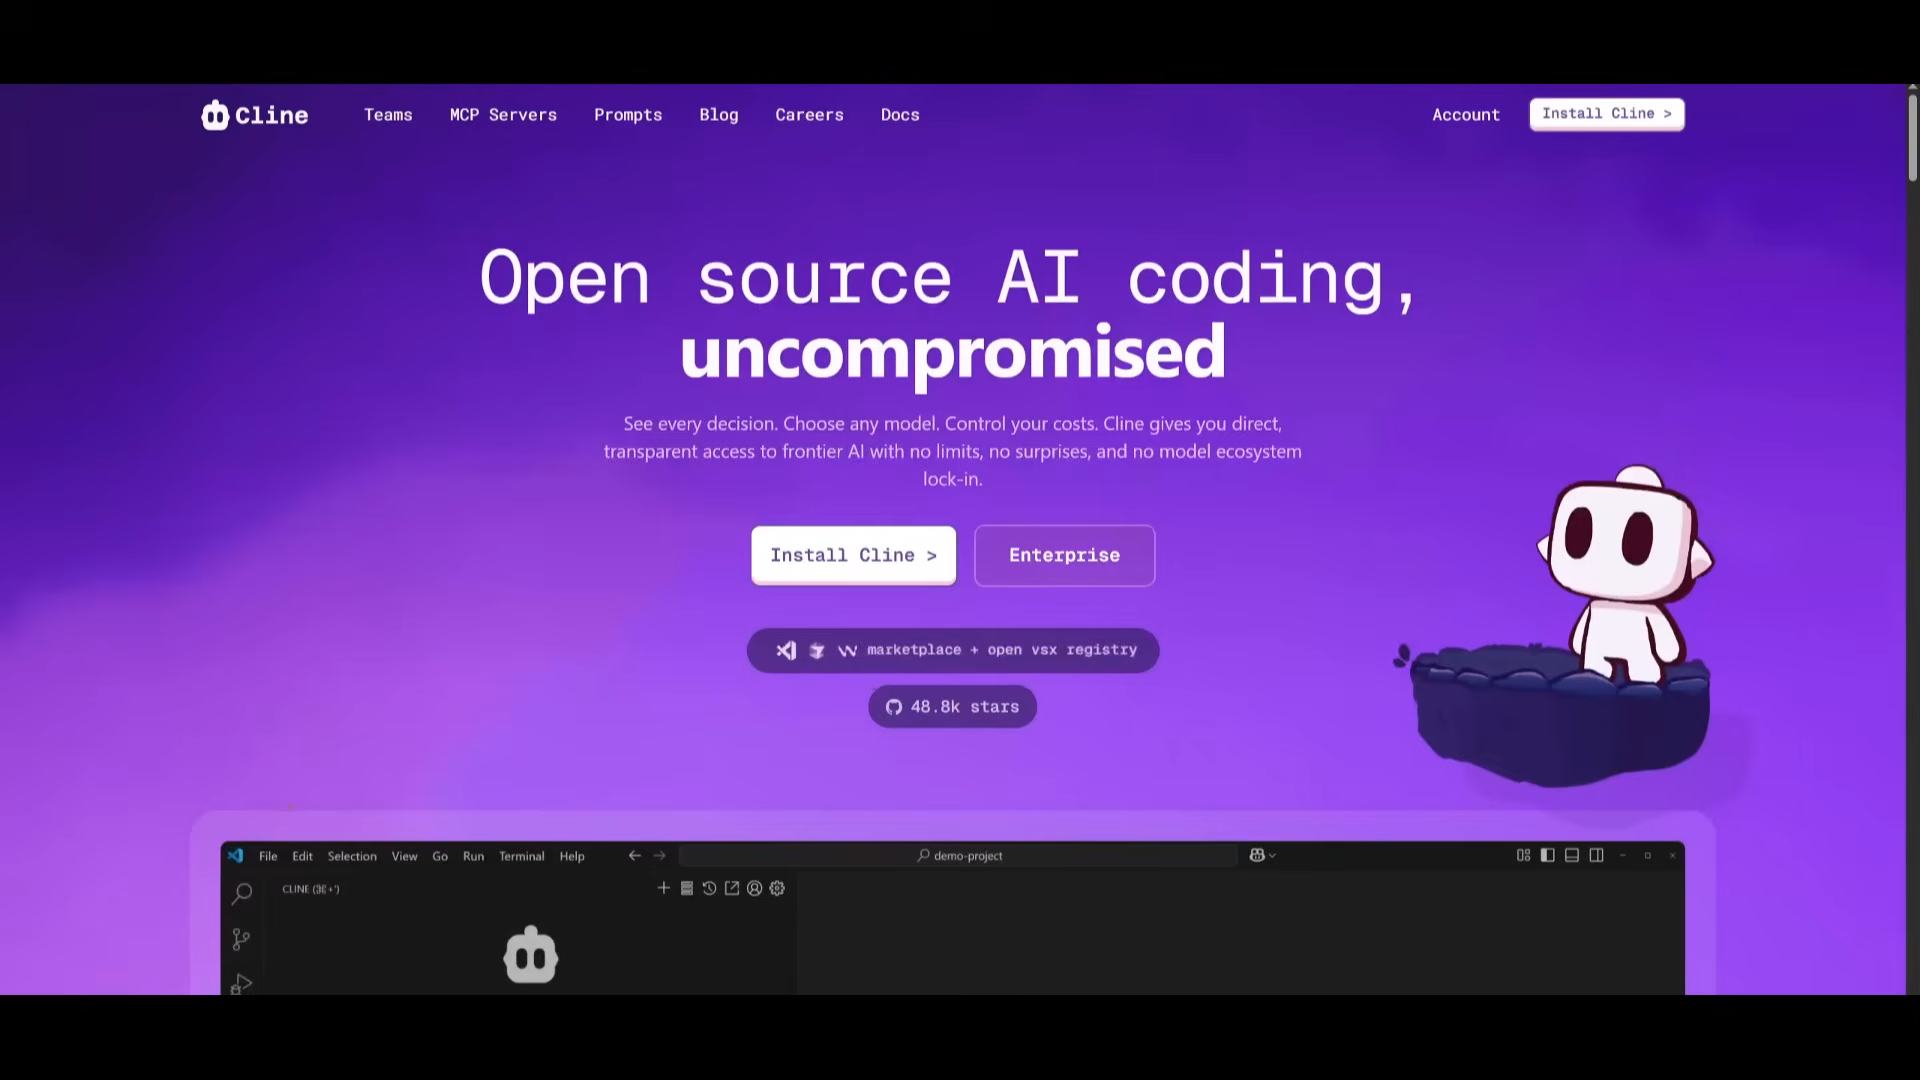 Cline
Teams
MCP Servers
Prompts
Blog
Careers
Docs
Account
Install Cline >
Open source AI coding,
uncompromised
See every decision. Choose any model. Control your costs. Cline gives you direct,
transparent access to frontier AI with no limits, no surprises, and no model ecosystem
lock-in.
Install Cline >
Enterprise
marketplace + open vsx registry
48.8k stars
File
Edit
Selection
View
Go
Run
Terminal
Help
demo-project
CLINE (⌘+')